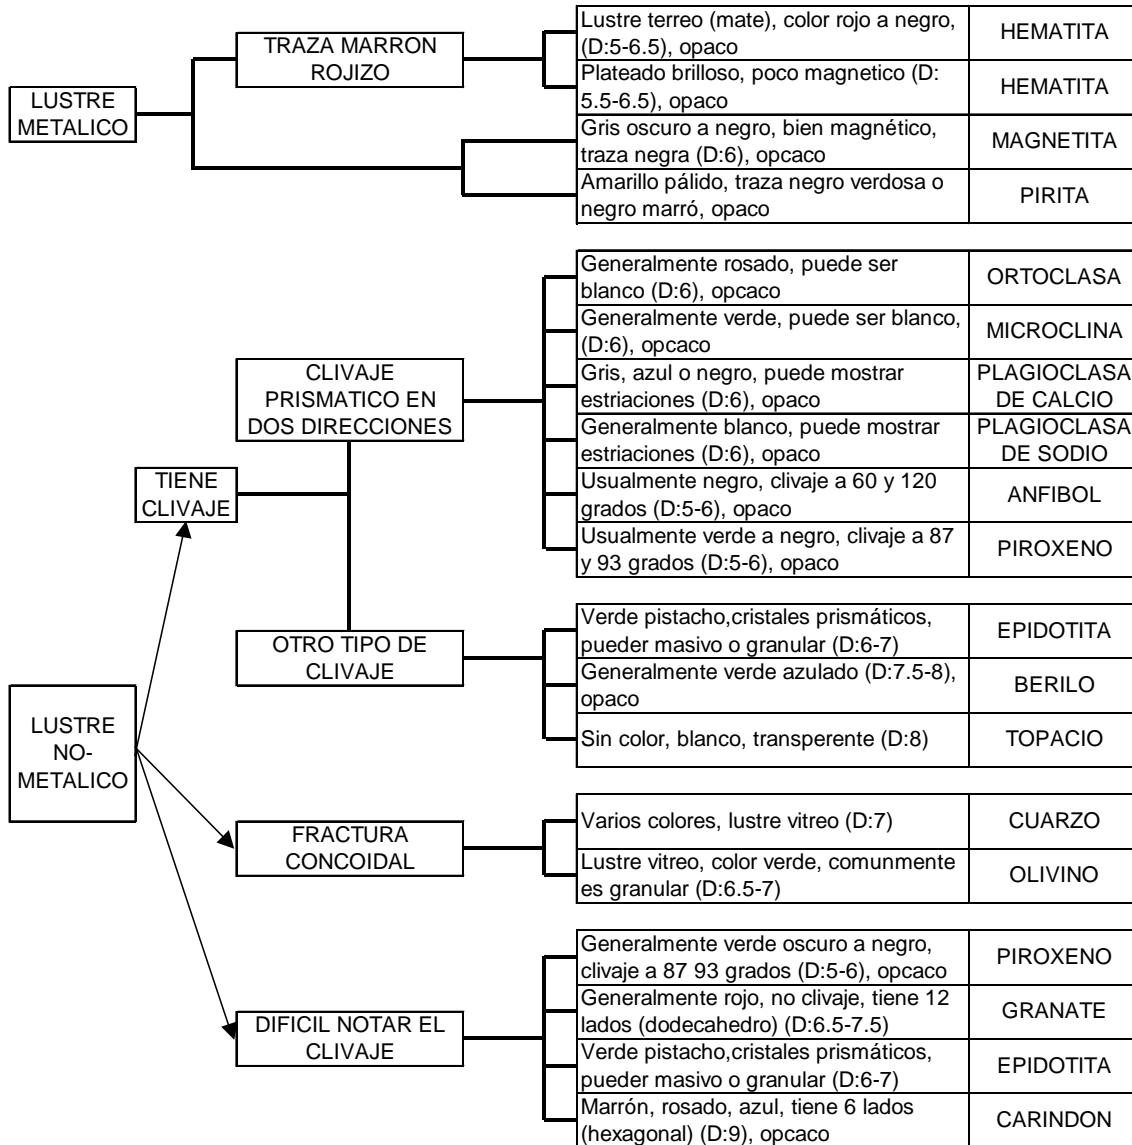 LUSTRE
METALICO
TRAZA MARRON
ROJIZO
Lustre terreo (mate), color rojo a negro,
(D:5-6.5), opaco
HEMATITA
Plateado brilloso, poco magnetico (D:
5.5-6.5), opaco
HEMATITA
Gris oscuro a negro, bien magnético,
traza negra (D:6), opcaco
MAGNETITA
Amarillo pálido, traza negro verdosa o
negro marró, opaco
PIRITA
LUSTRE
NO-
METALICO
TIENE
CLIVAJE
CLIVAJE
PRISMATICO EN
DOS DIRECCIONES
Generalmente rosado, puede ser
blanco (D:6), opcaco
ORTOCLASA
Generalmente verde, puede ser blanco,
(D:6), opcaco
MICROCLINA
Gris, azul o negro, puede mostrar
estriaciones (D:6), opaco
PLAGIOCLASA
DE CALCIO
Generalmente blanco, puede mostrar
estriaciones (D:6), opaco
PLAGIOCLASA
DE SODIO
Usualmente negro, clivaje a 60 y 120
grados (D:5-6), opaco
ANFIBOL
Usualmente verde a negro, clivaje a 87
y 93 grados (D:5-6), opaco
PIROXENO
OTRO TIPO DE
CLIVAJE
Verde pistacho,cristales prismáticos,
pueder masivo o granular (D:6-7)
EPIDOTITA
Generalmente verde azulado (D:7.5-8),
opaco
BERILO
Sin color, blanco, transperente (D:8)
TOPACIO
FRACTURA
CONCOIDAL
Varios colores, lustre vitreo (D:7)
CUARZO
Lustre vitreo, color verde, comunmente
es granular (D:6.5-7)
OLIVINO
DIFICIL NOTAR EL
CLIVAJE
Generalmente verde oscuro a negro,
clivaje a 87 93 grados (D:5-6), opcaco
PIROXENO
Generalmente rojo, no clivaje, tiene 12
lados (dodecahedro) (D:6.5-7.5)
GRANATE
Verde pistacho,cristales prismáticos,
pueder masivo o granular (D:6-7)
EPIDOTITA
Marrón, rosado, azul, tiene 6 lados
(hexagonal) (D:9), opcaco
CARINDON